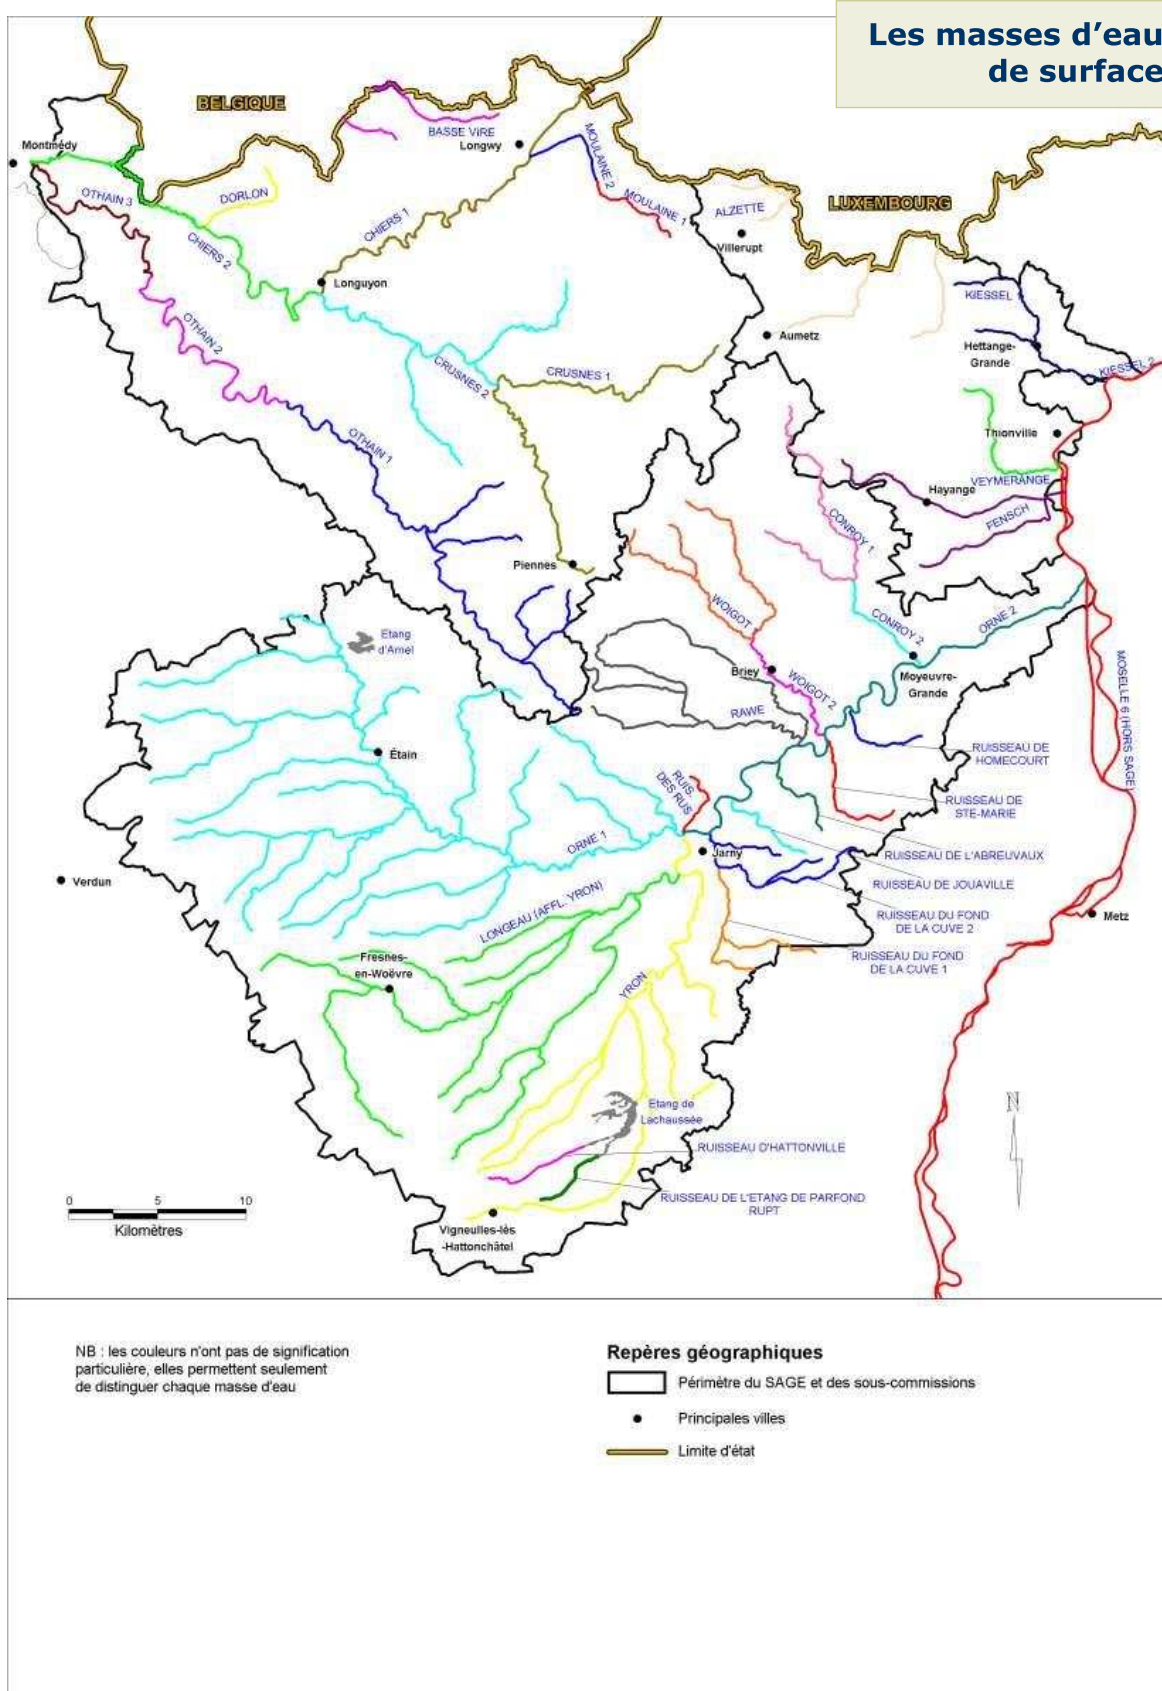 Les masses d’eau
de surface
BELGIQUE
LUXEMBOURG
Montmédy
BASSE VIRE
Longwy
MOULAINE 2
MOULAINE 1
OTHAIN 3
DORLON
CHIERS 1
CHIERS 2
ALZETTE
Villerupt
Longuyon
OTHAIN 2
KIESSEL 1
Aumetz
Hettange-
Grande
KIESSEL 2
CRUSNES 2
CRUSNES 1
OTHAIN 1
Thionville
VEYMERANGE
Hayange
FENSCH
CONROY 1
Piennes
WOIGOT 1
CONROY 2
ORNE 2
Etang
d'Amel
Briey
WOIGOT 2
Moyeuvre-
Grande
MOSELLE 6 (HORS SAGE)
RAWE
Étain
RUISSEAU DE
HOMECOURT
RUIS.
DES RUS
RUISSEAU DE
STE-MARIE
ORNE 1
Jarny
RUISSEAU DE L'ABREUVAUX
Verdun
RUISSEAU DE JOUAVILLE
LONGEAU (AFFL. YRON)
RUISSEAU DU FOND
DE LA CUVE 2
Metz
Fresnes-
en-Woëvre
RUISSEAU DU FOND
DE LA CUVE 1
YRON
Etang de
Lachaussée
N
RUISSEAU D'HATTONVILLE
RUISSEAU DE L'ETANG DE PARFOND
RUPT
0 5 10
Kilomètres
Vigneulles-lès
-Hattonchâtel
NB : les couleurs n'ont pas de signification
particulière, elles permettent seulement
de distinguer chaque masse d'eau
Repères géographiques
Périmètre du SAGE et des sous-commissions
Principales villes
Limite d'état